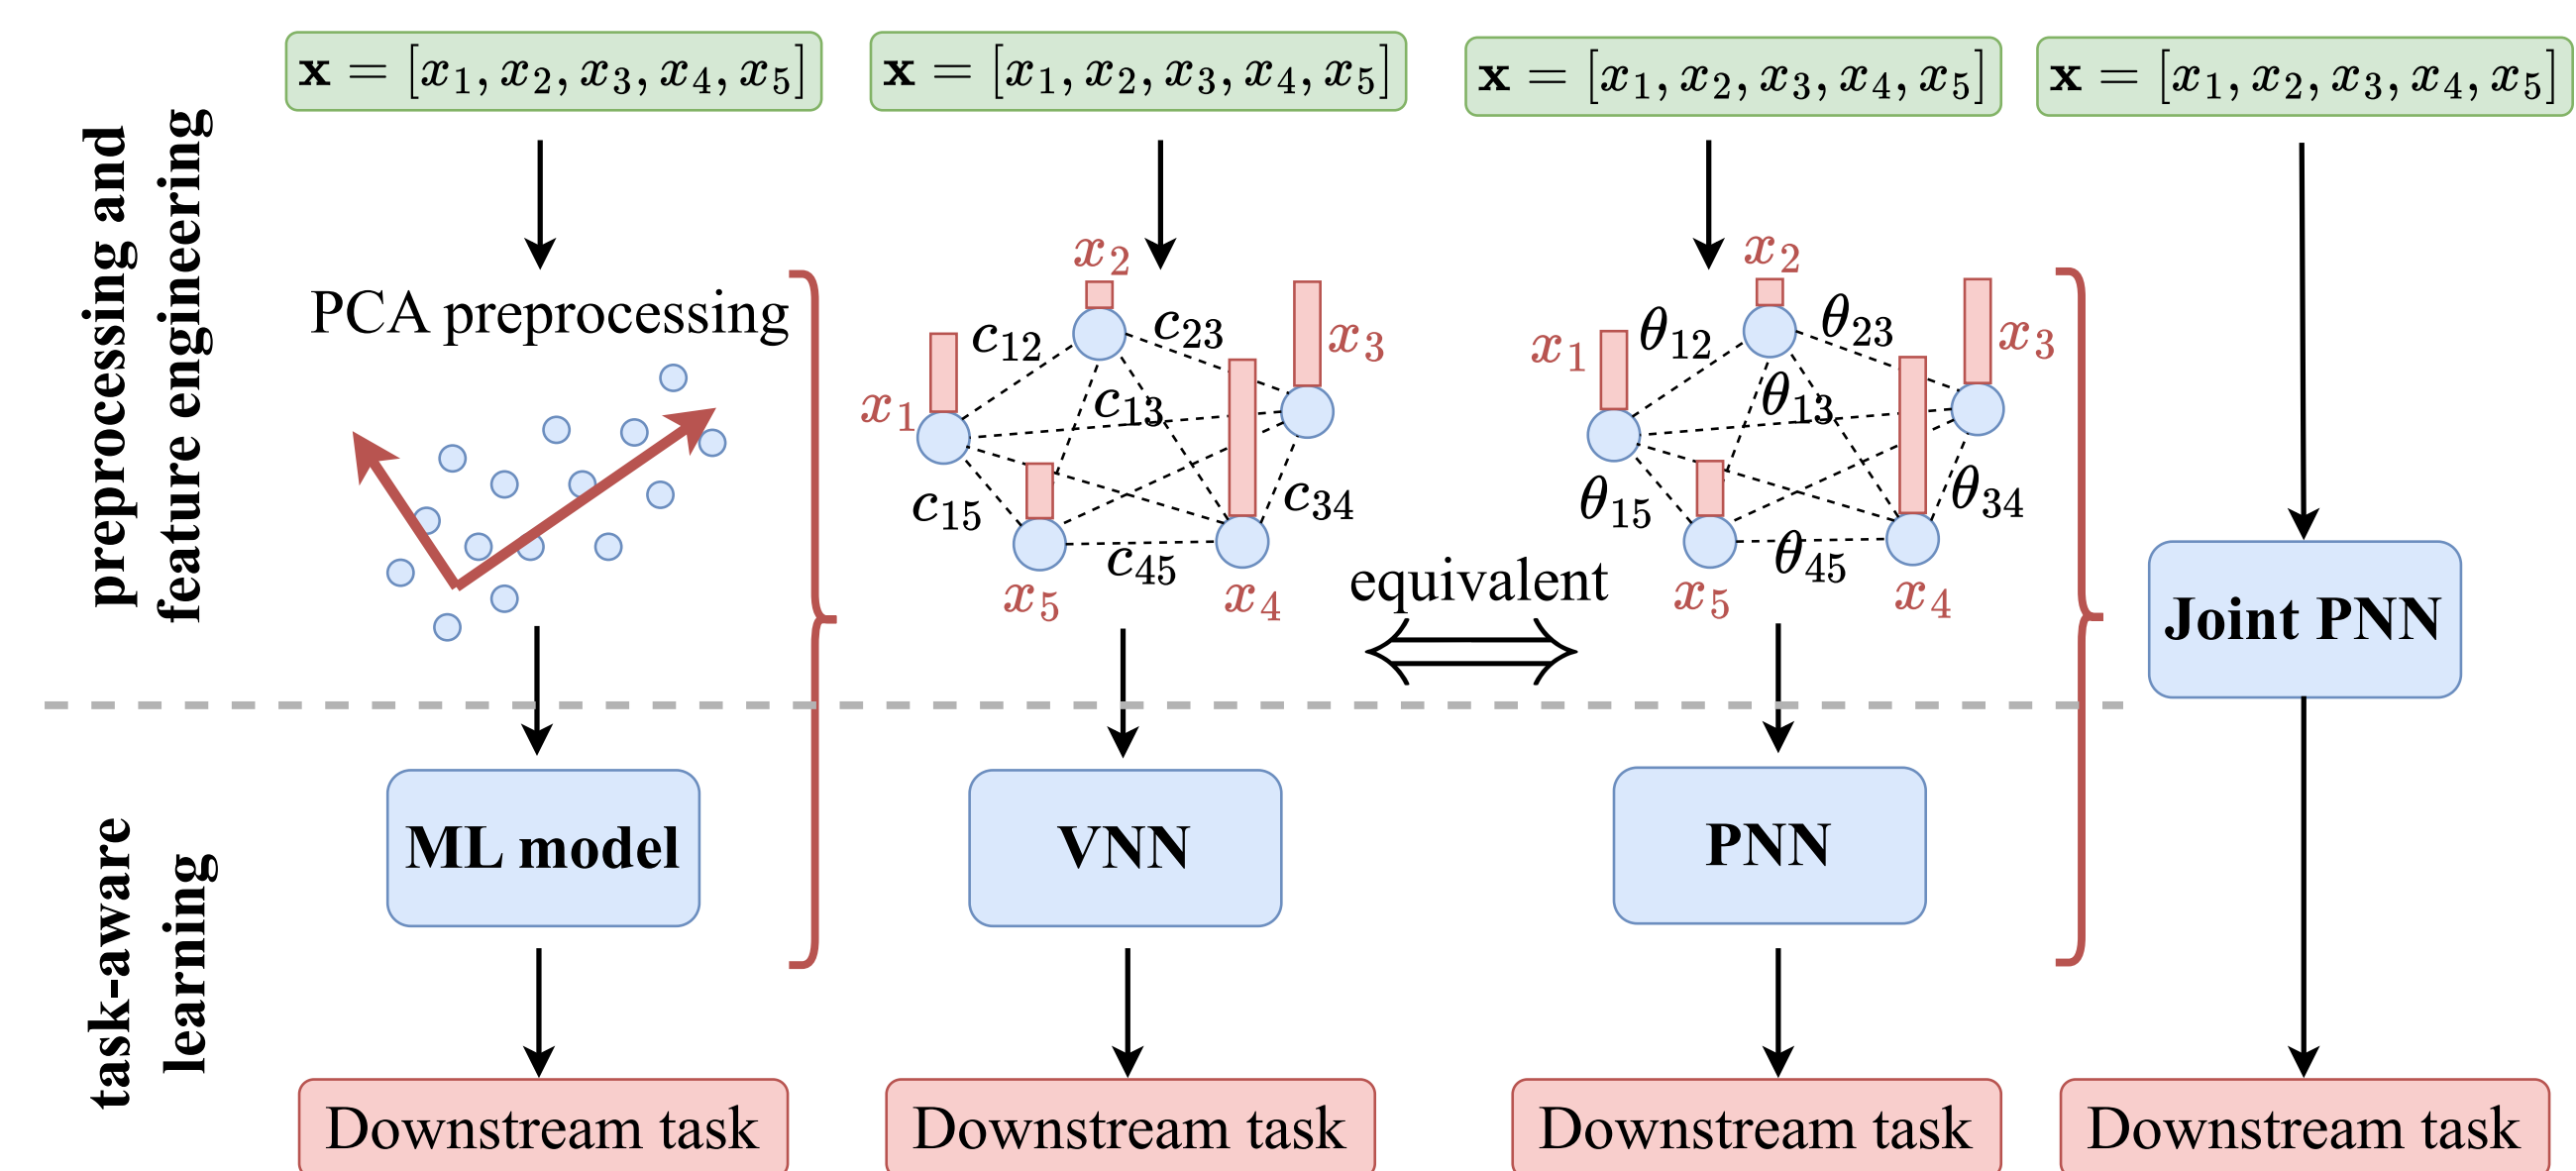 preprocessing and
feature engineering
task-aware
learning
x = [x₁, x₂, x₃, x₄, x₅]
PCA preprocessing
ML model
Downstream task
x = [x₁, x₂, x₃, x₄, x₅]
x₂
c₁₂
c₂₃
x₃
x₁
c₁₃
c₁₅
c₃₄
c₄₅
x₅
x₄
VNN
Downstream task
equivalent
x = [x₁, x₂, x₃, x₄, x₅]
x₂
θ₁₂
θ₂₃
x₃
x₁
θ₁₃
θ₁₅
θ₃₄
θ₄₅
x₅
x₄
PNN
Downstream task
x = [x₁, x₂, x₃, x₄, x₅]
Joint PNN
Downstream task